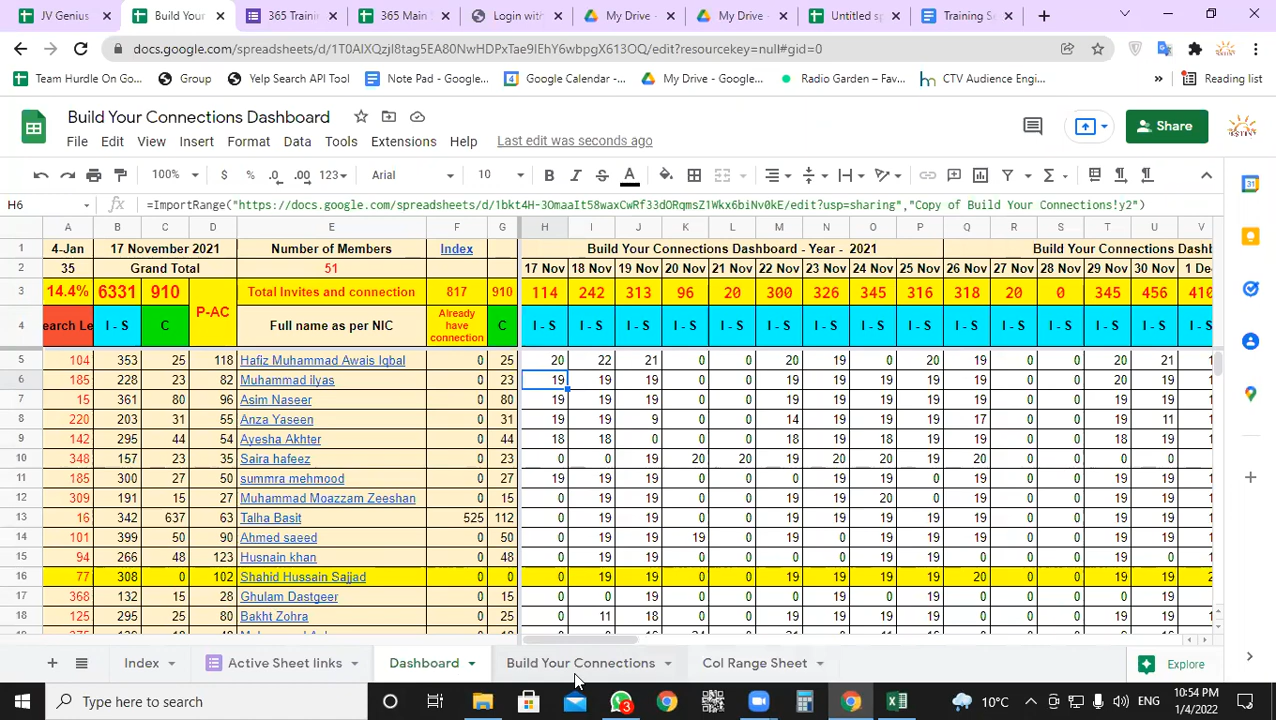 JV Genius
Build Your
365 Trainin
365 Main
Login with
My Drive -
My Drive -
Untitled sp
Training S
docs.google.com/spreadsheets/d/1T0AIXQzjI8tag5EA80NwHDPxTae9IEhY6wbpgX613OQ/edit?resourcekey=null#gid=0
Team Hurdle On Go...
Group
Yelp Search API Tool
Note Pad - Google...
Google Calendar -...
My Drive - Google...
Radio Garden – Fav...
CTV Audience Engi...
»
Reading list
Build Your Connections Dashboard
File Edit View Insert Format Data Tools Extensions Help Last edit was seconds ago
Share
100% $ % .0 .00 123 Arial 10 B I S A
H6 fx =ImportRange("https://docs.google.com/spreadsheets/d/1bkt4H-3OmaaIt58waxCwRf33dORqmsZ1Wkx6biNv0kE/edit?usp=sharing","Copy of Build Your Connections!y2")
A B C D E F G H I J K L M N O P Q R S T U V
1 4-Jan 17 November 2021 Number of Members Index Build Your Connections Dashboard - Year - 2021 Build Your Connections Dashb
2 35 Grand Total 51 17 Nov 18 Nov 19 Nov 20 Nov 21 Nov 22 Nov 23 Nov 24 Nov 25 Nov 26 Nov 27 Nov 28 Nov 29 Nov 30 Nov 1 De
3 14.4% 6331 910 P-AC Total Invites and connection 817 910 114 242 313 96 20 300 326 345 316 318 20 0 345 456 410
4 earch Le I - S C Full name as per NIC Already have connection C I - S I - S I - S I - S I - S I - S I - S I - S I - S I - S I - S I - S I - S I - S I - S
5 104 353 25 118 Hafiz Muhammad Awais Iqbal 0 25 20 22 21 0 0 20 19 0 20 19 0 0 20 21
6 185 228 23 82 Muhammad ilyas 0 23 19 19 19 0 0 19 19 19 19 19 0 0 20 19
7 15 361 80 96 Asim Naseer 0 80 19 19 19 0 0 19 19 19 19 19 0 0 19 19
8 220 203 31 55 Anza Yaseen 0 31 19 19 9 0 0 14 19 19 19 17 0 0 19 11
9 142 295 44 54 Ayesha Akhter 0 44 18 18 0 0 0 18 19 18 19 19 0 0 18 19
10 348 157 23 35 Saira hafeez 0 23 0 0 19 20 20 19 20 20 19 20 0 0 0 0
11 185 300 27 50 summra mehmood 0 27 19 19 19 0 0 19 19 19 0 19 0 0 19 19
12 309 191 15 27 Muhammad Moazzam Zeeshan 0 15 0 19 19 0 0 19 19 20 0 19 0 0 19 19
13 16 342 637 63 Talha Basit 525 112 0 19 19 0 0 19 19 19 19 19 0 0 19 19
14 101 399 50 90 Ahmed saeed 0 50 0 19 19 19 0 19 19 19 19 19 0 0 19 19
15 94 266 48 123 Husnain khan 0 48 0 19 19 0 0 19 19 19 19 19 0 0 19 0
16 77 308 0 102 Shahid Hussain Sajjad 0 0 0 19 19 0 0 19 19 19 19 20 0 0 19 19
17 368 132 15 28 Ghulam Dastgeer 0 15 0 0 19 0 0 19 19 19 19 19 0 0 19 19
18 125 295 25 80 Bakht Zohra 0 25 0 11 18 0 0 19 19 19 19 0 0 0 19 19
Index
Active Sheet links
Dashboard
Build Your Connections
Col Range Sheet
Explore
Type here to search
3
10°C
ENG
10:54 PM
1/4/2022